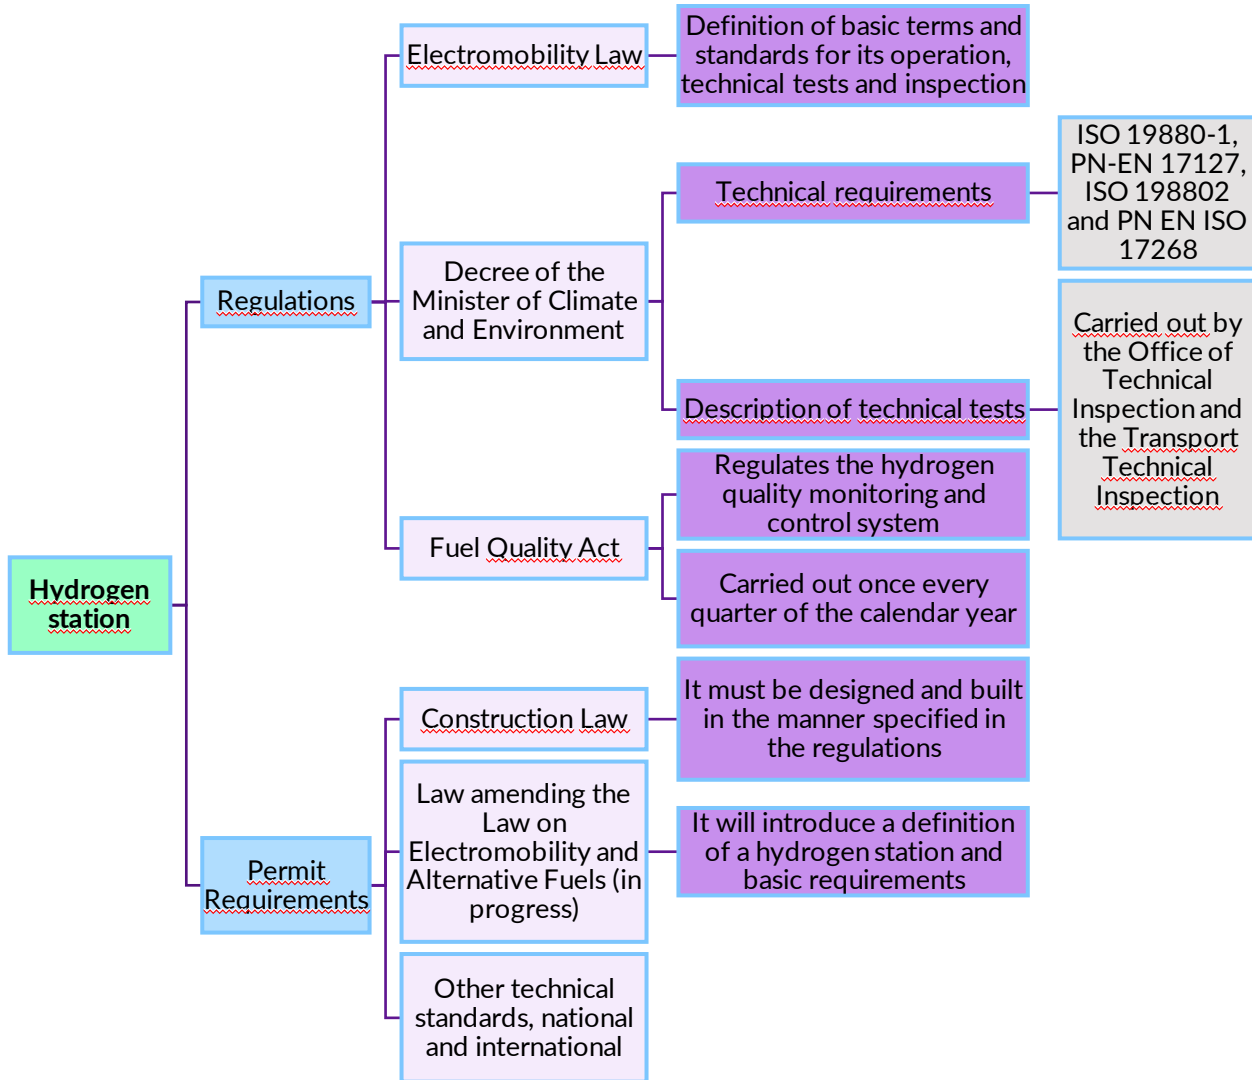 Electromobility Law
Definition of basic terms and
standards for its operation,
technical tests and inspection
ISO 19880-1,
PN-EN 17127,
ISO 198802
and PN EN ISO
17268
Technical requirements
Decree of the
Minister of Climate
and Environment
Regulations
Carried out by
the Office of
Technical
Inspection and
the Transport
Technical
Inspection
Description of technical tests
Regulates the hydrogen
quality monitoring and
control system
Fuel Quality Act
Carried out once every
quarter of the calendar year
Hydrogen
station
It must be designed and built
in the manner specified in
the regulations
Construction Law
Law amending the
Law on
Electromobility and
Alternative Fuels (in
progress)
It will introduce a definition
of a hydrogen station and
basic requirements
Permit
Requirements
Other technical
standards, national
and international